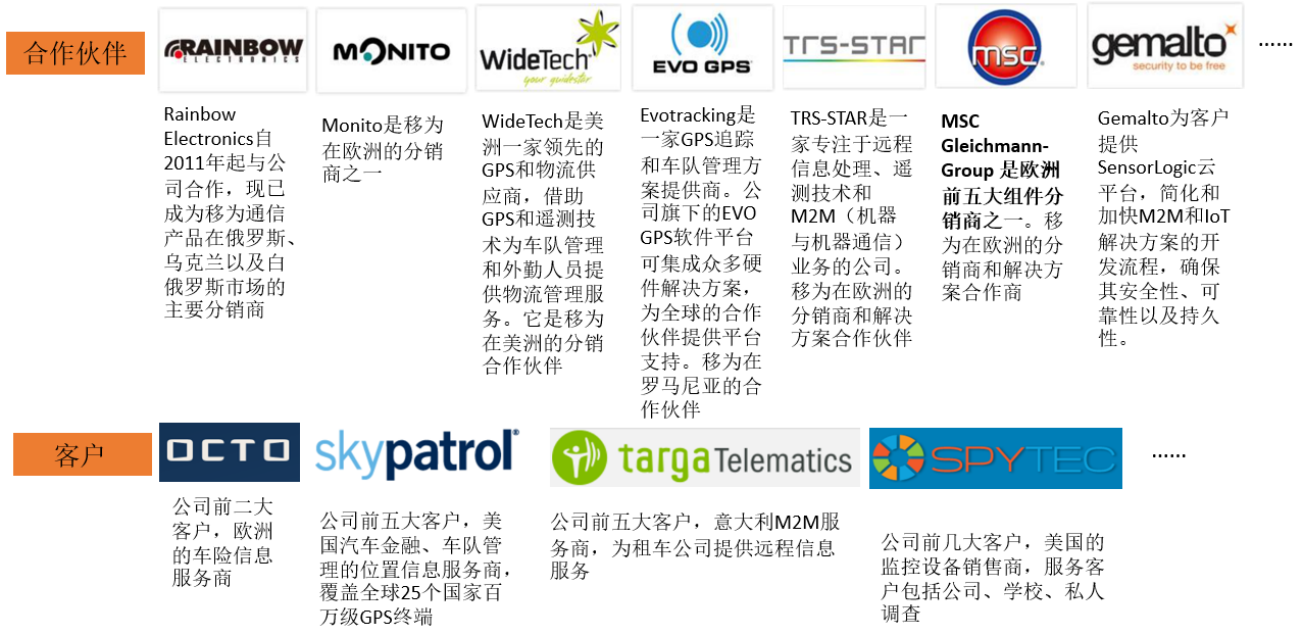 合作伙伴
RAINBOW
ELECTRONICS
MONITO
WideTech
your guidestar
EVO GPS
TRS-STAR
msc
gemalto
security to be free
......
Rainbow
Electronics自
2011年起与公
司合作，现已
成为移为通信
产品在俄罗斯、
乌克兰以及白
俄罗斯市场的
主要分销商
Monito是移为
在欧洲的分销
商之一
WideTech是美
洲一家领先的
GPS和物流供
应商，借助
GPS和遥测技
术为车队管理
和外勤人员提
供物流管理服
务。它是移为
在美洲的分销
合作伙伴
Evotracking是
一家GPS追踪
和车队管理方
案提供商。公
司旗下的EVO
GPS软件平台
可集成众多硬
件解决方案，
为全球的合作
伙伴提供平台
支持。移为在
罗马尼亚的合
作伙伴
TRS-STAR是一
家专注于远程
信息处理、遥
测技术和
M2M（机器
与机器通信）
业务的公司。
移为在欧洲的
分销商和解决
方案合作伙伴
MSC
Gleichmann-
Group 是欧洲
前五大组件分
销商之一。移
为在欧洲的分
销商和解决方
案合作商
Gemalto为客户
提供
SensorLogic云
平台，简化和
加快M2M和IoT
解决方案的开
发流程，确保
其安全性、可
靠性以及持久
性。
客户
OCTO
skypatrol®
targaTelematics
SPYTEC
......
公司前二大
客户，欧洲
的车险信息
服务商
公司前五大客户，美
国汽车金融、车队管
理的位置信息服务商，
覆盖全球25个国家百
万级GPS终端
公司前五大客户，意大利M2M服
务商，为租车公司提供远程信息
服务
公司前几大客户，美国的
监控设备销售商，服务客
户包括公司、学校、私人
调查